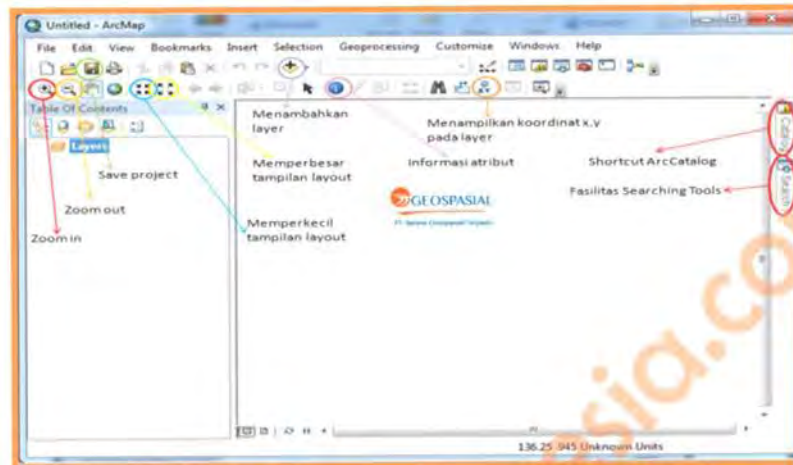 Untitled - ArcMap
File Edit View Bookmarks Insert Selection Geoprocessing Customize Windows Help
Table Of Contents
Layers
Save project
Zoom out
Zoom in
Menambahkan
layer
Memperbesar
tampilan layout
Memperkecil
tampilan layout
Menampilkan koordinat x,y
pada layer
Informasi atribut
GEOSPASIAL
Shortcut ArcCatalog
Fasilitas Searching Tools
Catalog
Search
136.25 945 Unknown Units